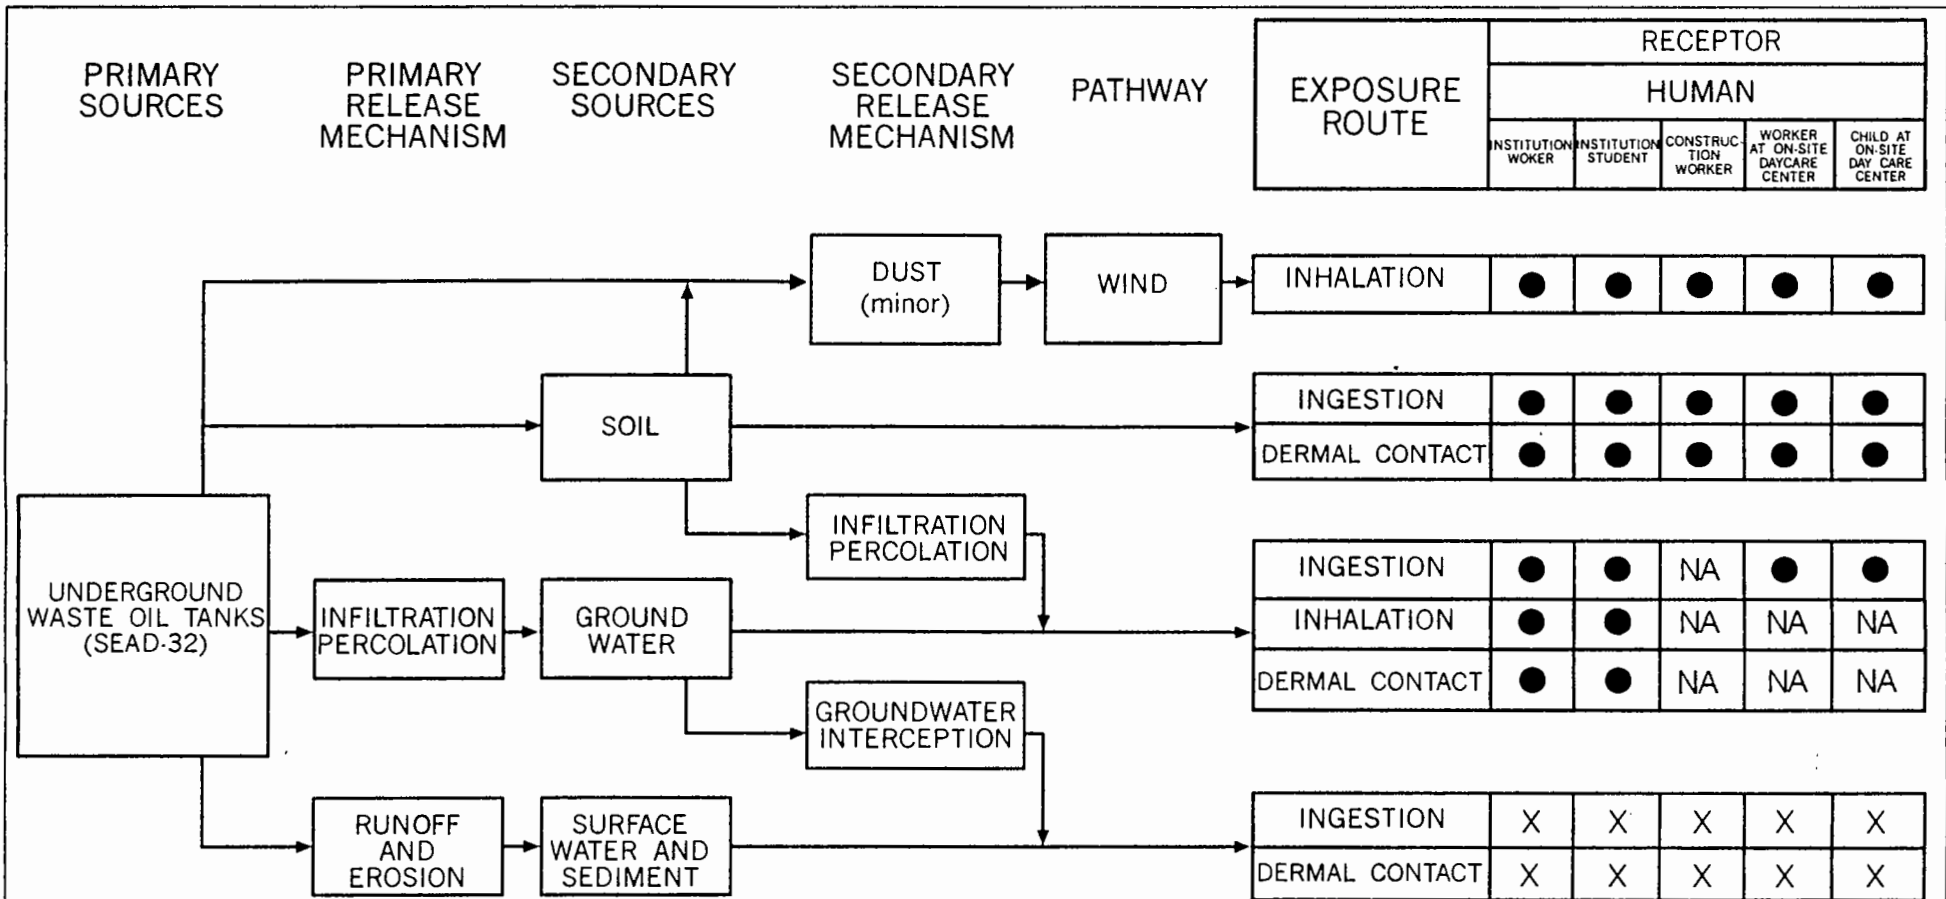 PRIMARY
SOURCES
PRIMARY
RELEASE
MECHANISM
SECONDARY
SOURCES
SECONDARY
RELEASE
MECHANISM
PATHWAY
EXPOSURE
ROUTE
RECEPTOR
HUMAN
INSTITUTION
WOKER
INSTITUTION
STUDENT
CONSTRUC-
TION
WORKER
WORKER
AT ON-SITE
DAYCARE
CENTER
CHILD AT
ON-SITE
DAY CARE
CENTER
DUST
(minor)
WIND
INHALATION ● ● ● ● ●
SOIL
INGESTION ● ● ● ● ●
DERMAL CONTACT ● ● ● ● ●
INFILTRATION
PERCOLATION
UNDERGROUND
WASTE OIL TANKS
(SEAD-32)
INFILTRATION
PERCOLATION
GROUND
WATER
INGESTION ● ● NA ● ●
INHALATION ● ● NA NA NA
DERMAL CONTACT ● ● NA NA NA
GROUNDWATER
INTERCEPTION
RUNOFF
AND
EROSION
SURFACE
WATER AND
SEDIMENT
INGESTION X X X X X
DERMAL CONTACT X X X X X